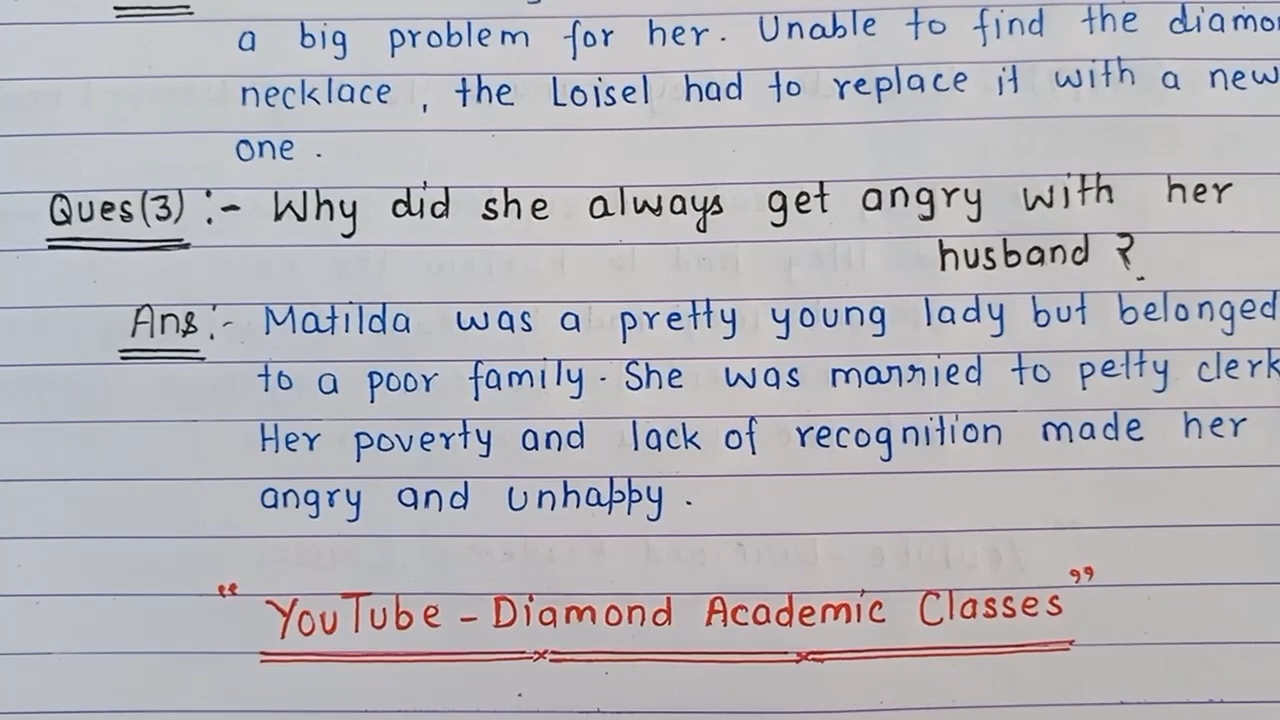 a big problem for her. Unable to find the diamo
necklace, the Loisel had to replace it with a new
one.
Ques(3) :- Why did she always get angry with her
husband ?
Ans :- Matilda was a pretty young lady but belonged
to a poor family. She was married to petty clerk
Her poverty and lack of recognition made her
angry and unhappy.
"YouTube - Diamond Academic Classes"